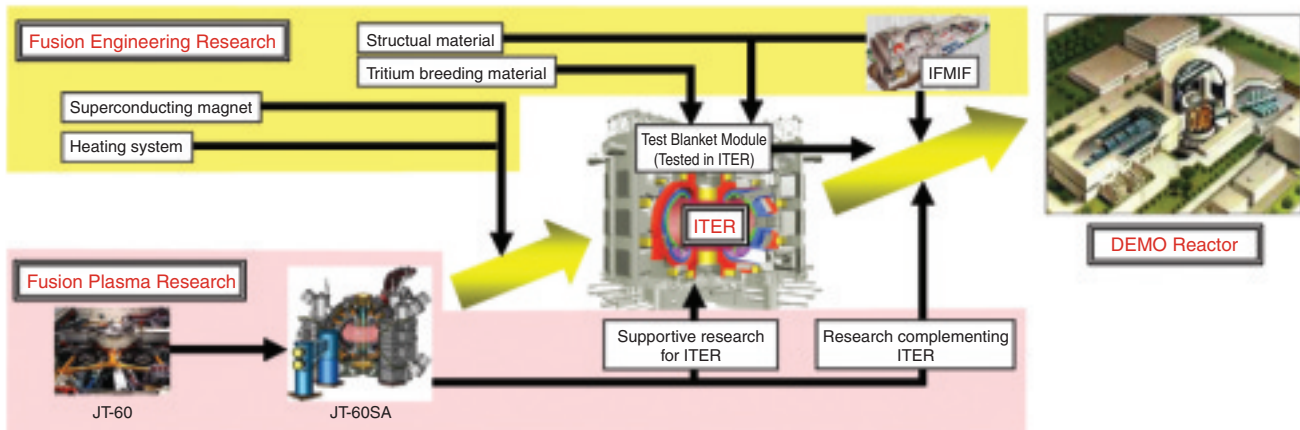 Fusion Engineering Research
Structual material
Tritium breeding material
Superconducting magnet
Heating system
IFMIF
Test Blanket Module
(Tested in ITER)
ITER
DEMO Reactor
Fusion Plasma Research
JT-60
JT-60SA
Supportive research
for ITER
Research complementing
ITER